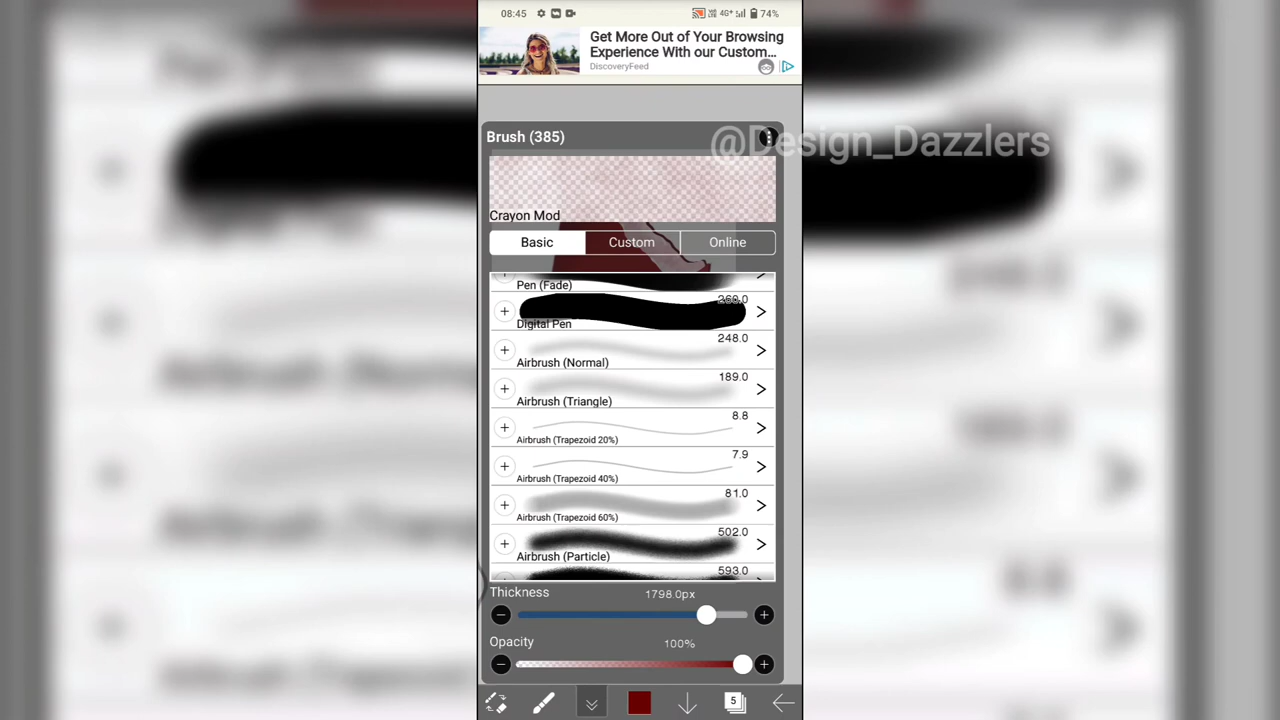 08:45
4G+
74%
Get More Out of Your Browsing
Experience With our Custom...
DiscoveryFeed
Brush (385)
@Design_Dazzlers
Crayon Mod
Basic
Custom
Online
Pen (Fade)
260.0
Digital Pen
248.0
Airbrush (Normal)
189.0
Airbrush (Triangle)
8.8
Airbrush (Trapezoid 20%)
7.9
Airbrush (Trapezoid 40%)
81.0
Airbrush (Trapezoid 60%)
502.0
Airbrush (Particle)
593.0
Thickness
1798.0px
Opacity
100%
5